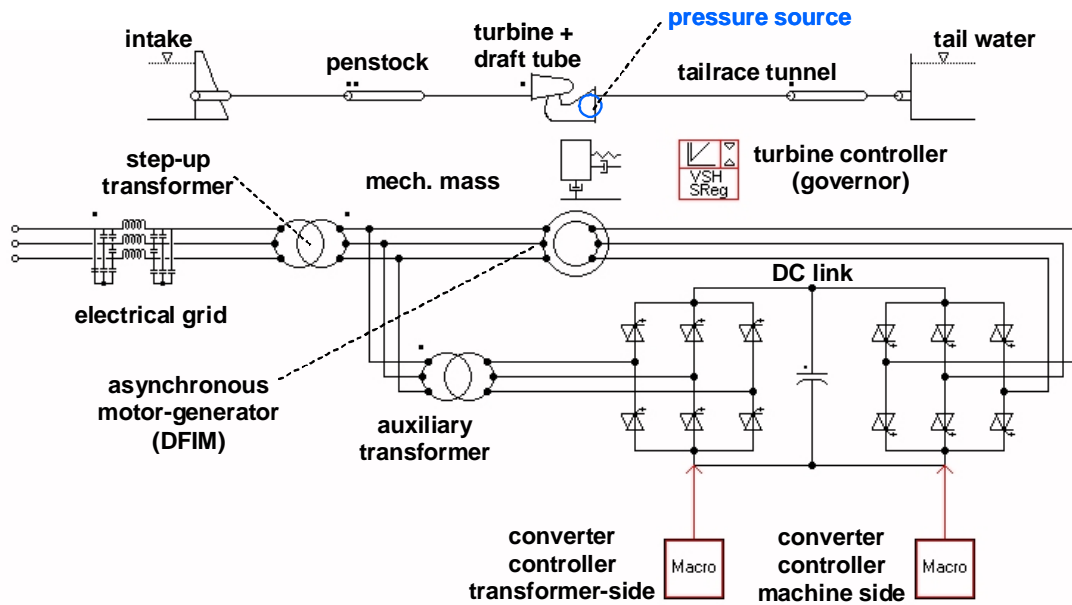 pressure source
intake
turbine +
draft tube
tail water
penstock
tailrace tunnel
step-up
transformer
mech. mass
VSH
SReg
turbine controller
(governor)
DC link
electrical grid
asynchronous
motor-generator
(DFIM)
auxiliary
transformer
converter
controller
transformer-side
Macro
converter
controller
machine side
Macro